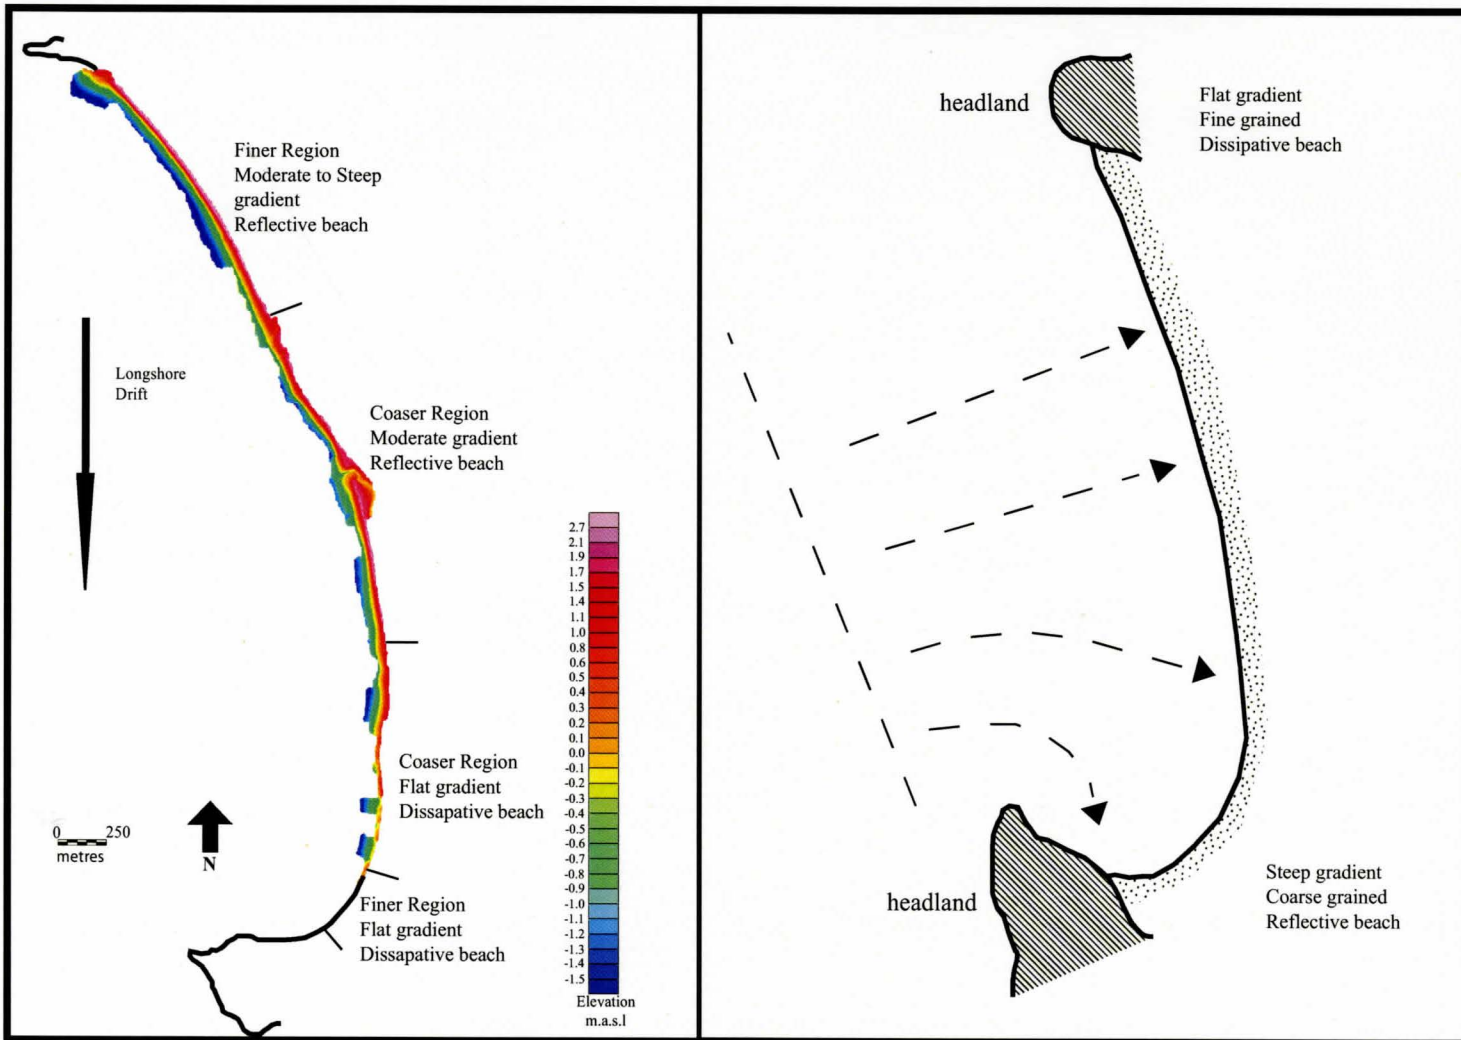 Finer Region
Moderate to Steep
gradient
Reflective beach
Longshore
Drift
Coaser Region
Moderate gradient
Reflective beach
2.7
2.1
1.9
1.7
1.5
1.4
1.1
1.0
0.8
0.6
0.5
0.4
0.3
0.2
0.1
0.0
-0.1
-0.2
-0.3
-0.4
-0.5
-0.6
-0.7
-0.8
-0.9
-1.0
-1.1
-1.2
-1.3
-1.4
-1.5
Elevation
m.a.s.l
Coaser Region
Flat gradient
Dissapative beach
0 250
metres
N
Finer Region
Flat gradient
Dissapative beach
headland
Flat gradient
Fine grained
Dissipative beach
headland
Steep gradient
Coarse grained
Reflective beach